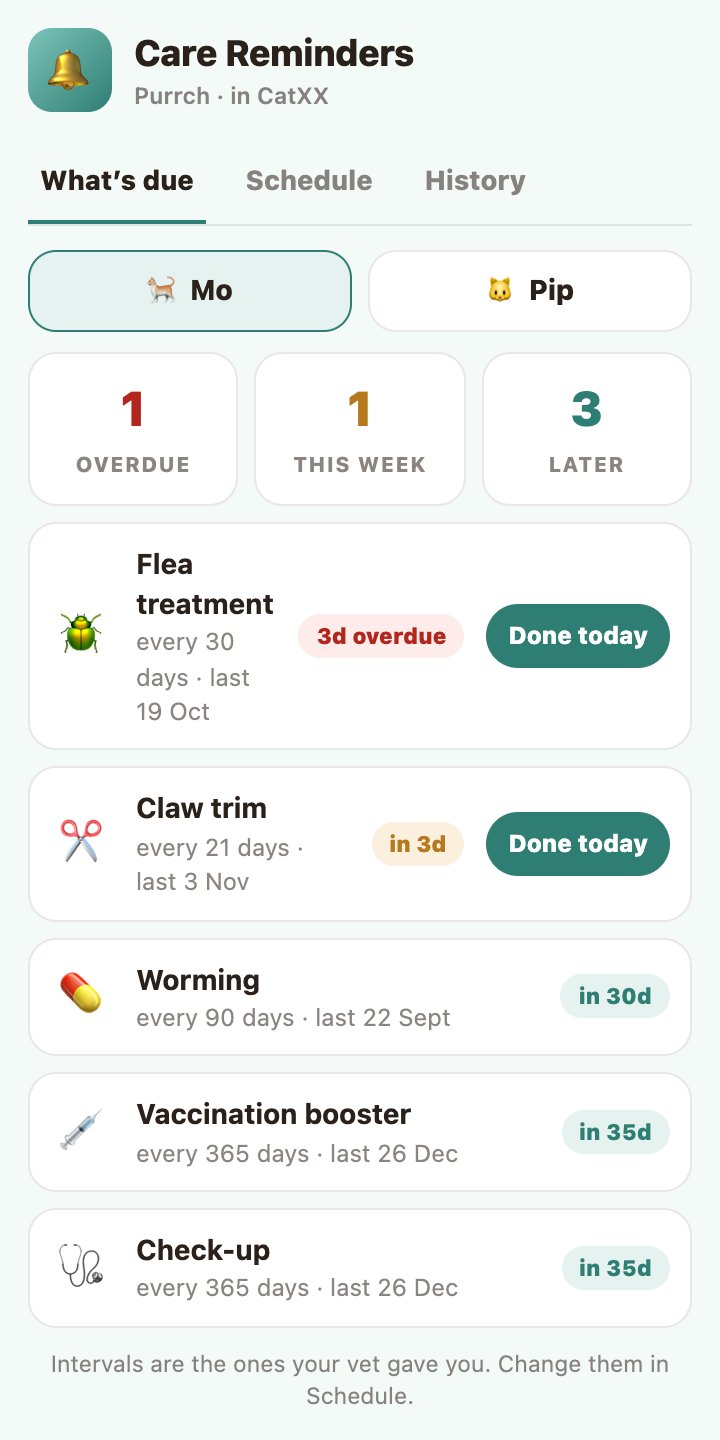 Care Reminders
Purrch · in CatXX
What’s due
Schedule
History
Mo
Pip
1
OVERDUE
1
THIS WEEK
3
LATER
Flea
treatment
every 30
days · last
19 Oct
3d overdue
Done today
Claw trim
every 21 days ·
last 3 Nov
in 3d
Done today
Worming
every 90 days · last 22 Sept
in 30d
Vaccination booster
every 365 days · last 26 Dec
in 35d
Check-up
every 365 days · last 26 Dec
in 35d
Intervals are the ones your vet gave you. Change them in
Schedule.